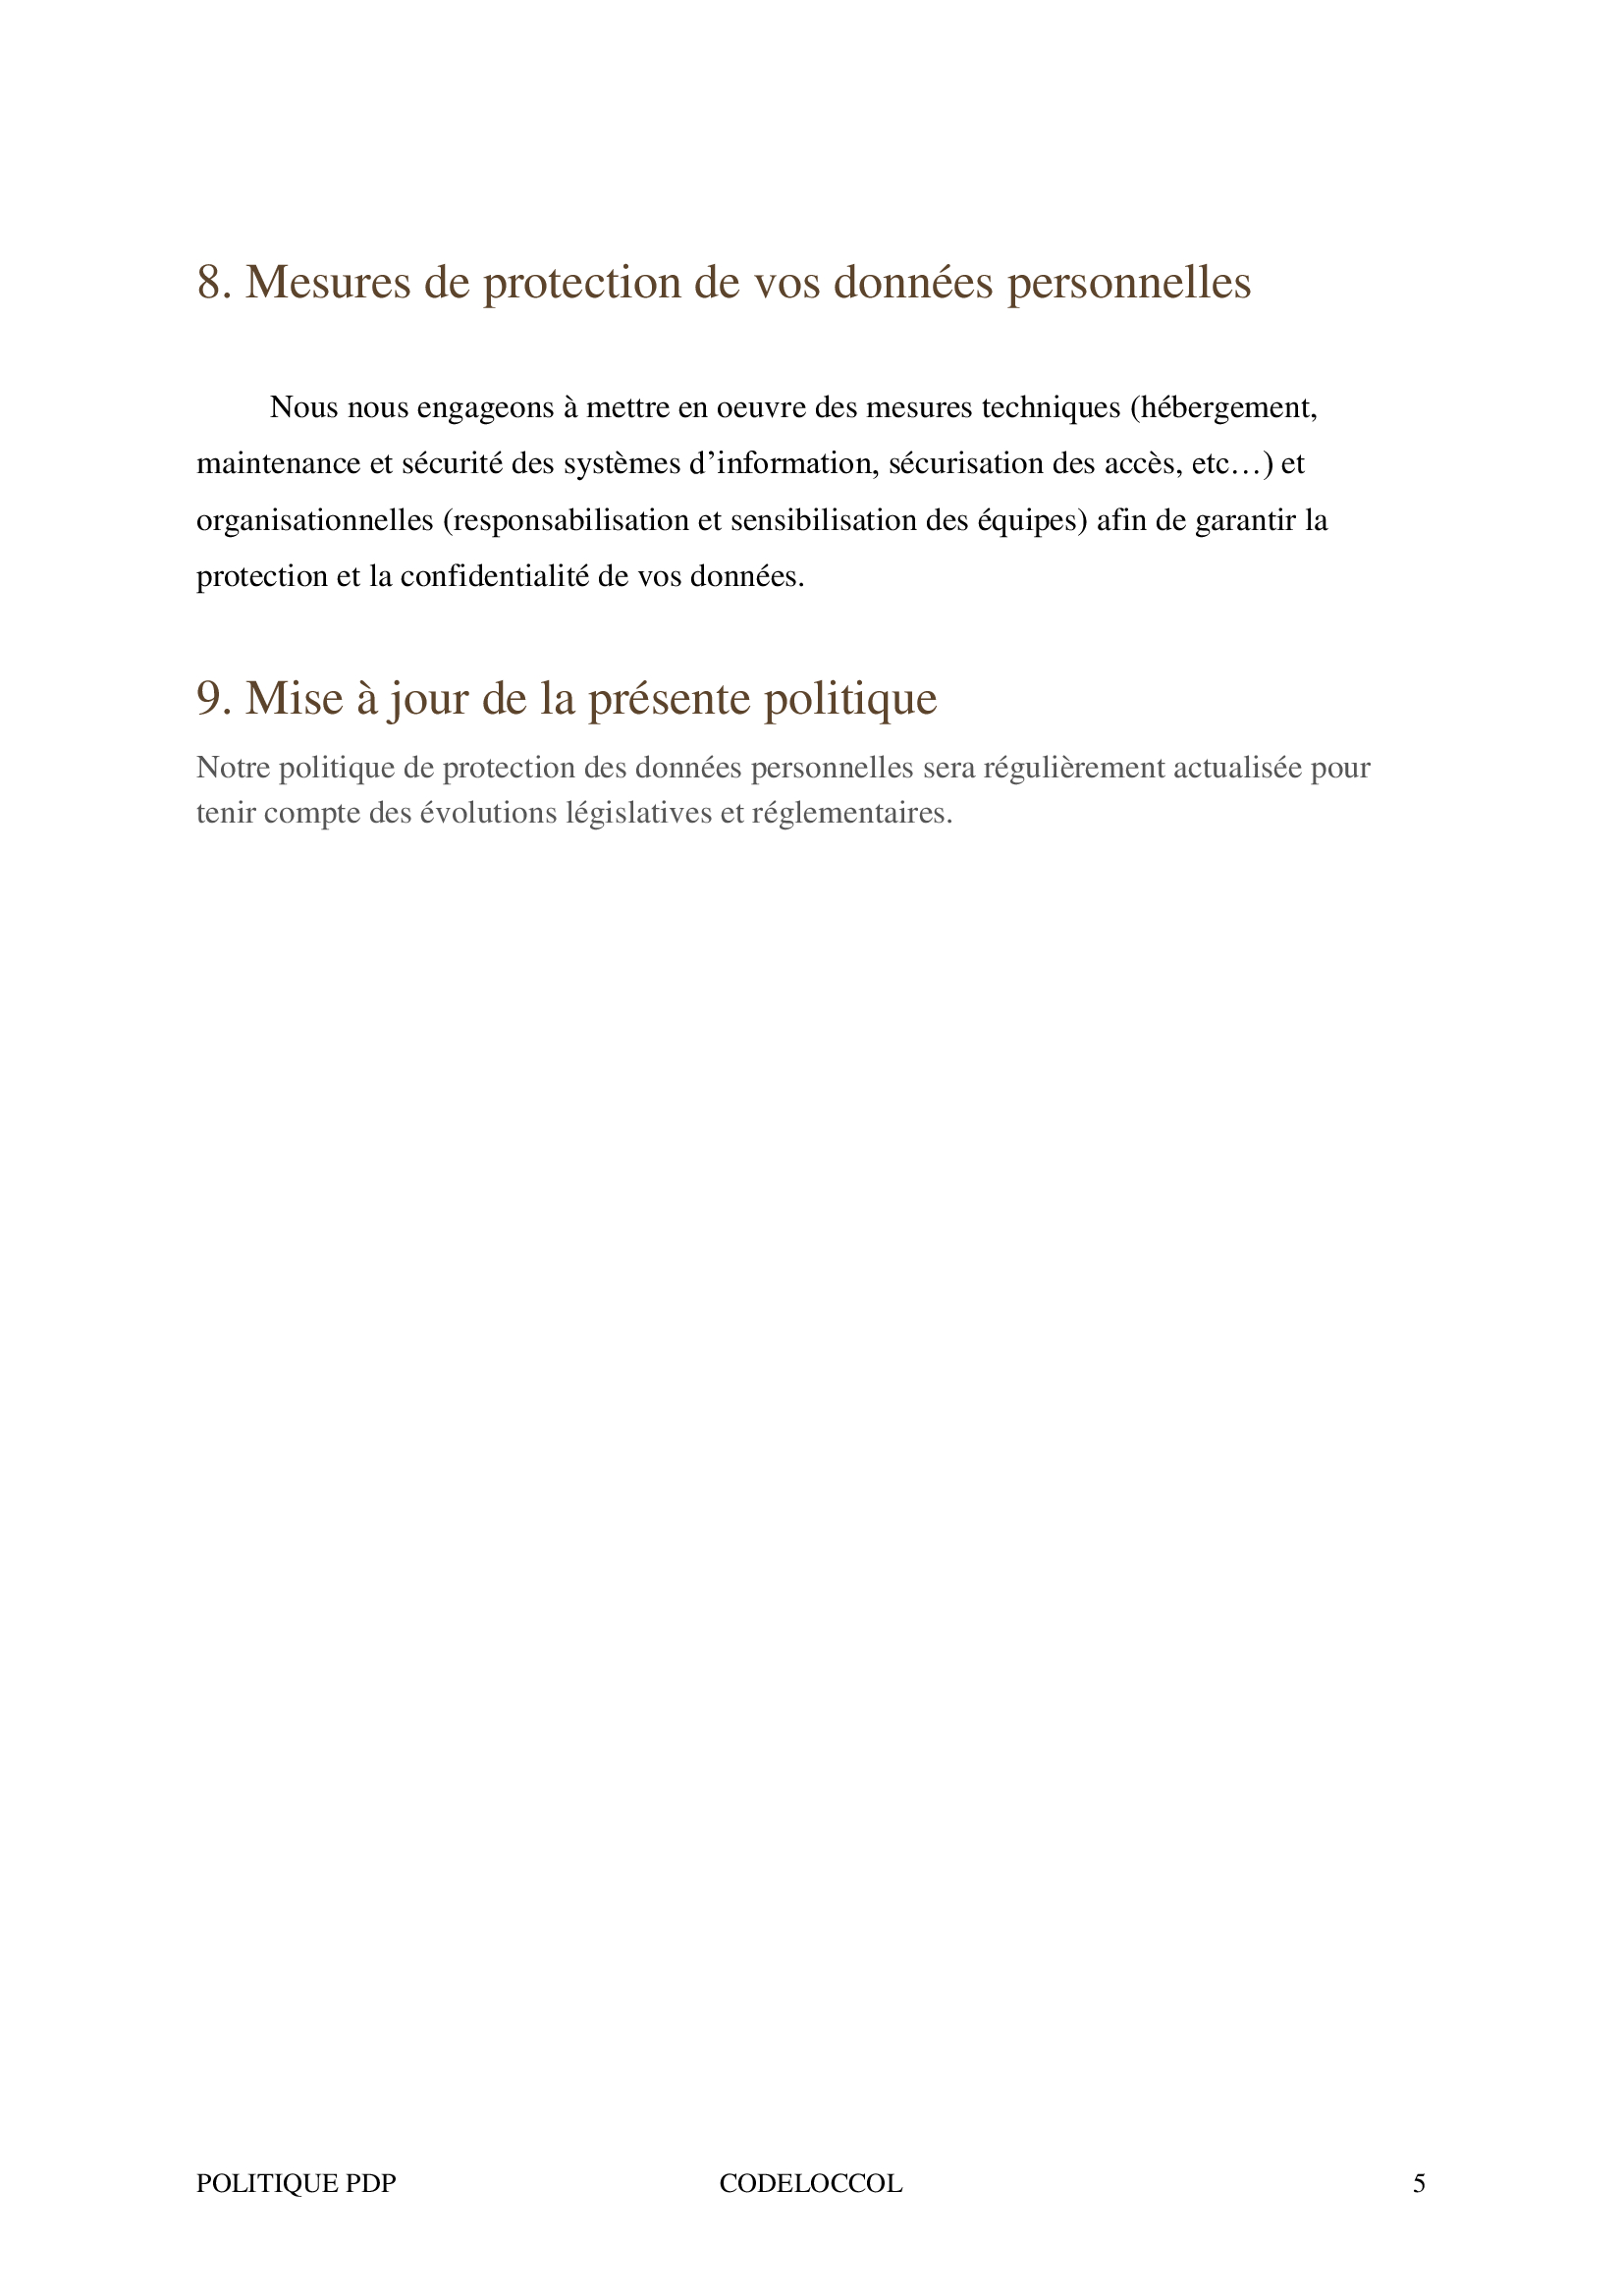 8. Mesures de protection de vos données personnelles
Nous nous engageons à mettre en oeuvre des mesures techniques (hébergement,
maintenance et sécurité des systèmes d’information, sécurisation des accès, etc…) et
organisationnelles (responsabilisation et sensibilisation des équipes) afin de garantir la
protection et la confidentialité de vos données.
9. Mise à jour de la présente politique
Notre politique de protection des données personnelles sera régulièrement actualisée pour
tenir compte des évolutions législatives et réglementaires.
POLITIQUE PDP CODELOCCOL 5